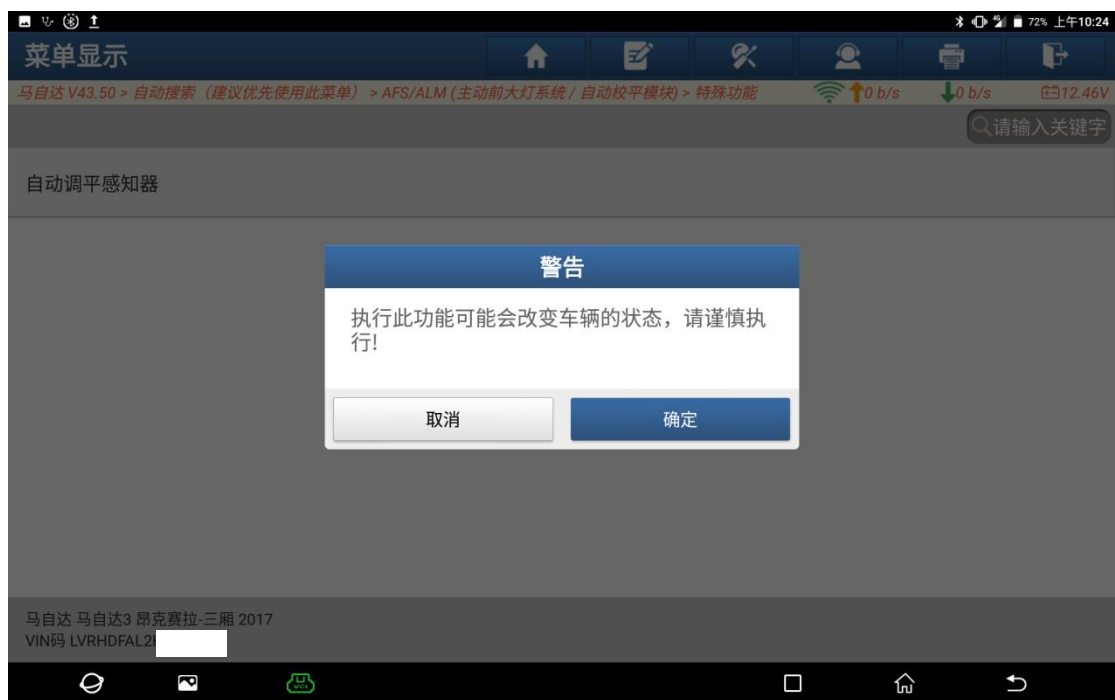 72% 上午10:24
菜单显示
马自达 V43.50 > 自动搜索（建议优先使用此菜单）> AFS/ALM (主动前大灯系统 / 自动校平模块) > 特殊功能 0 b/s 0 b/s 12.46V
请输入关键字
自动调平感知器
警告
执行此功能可能会改变车辆的状态，请谨慎执
行!
取消 确定
马自达 马自达3 昂克赛拉-三厢 2017
VIN码 LVRHDFAL2
VCI